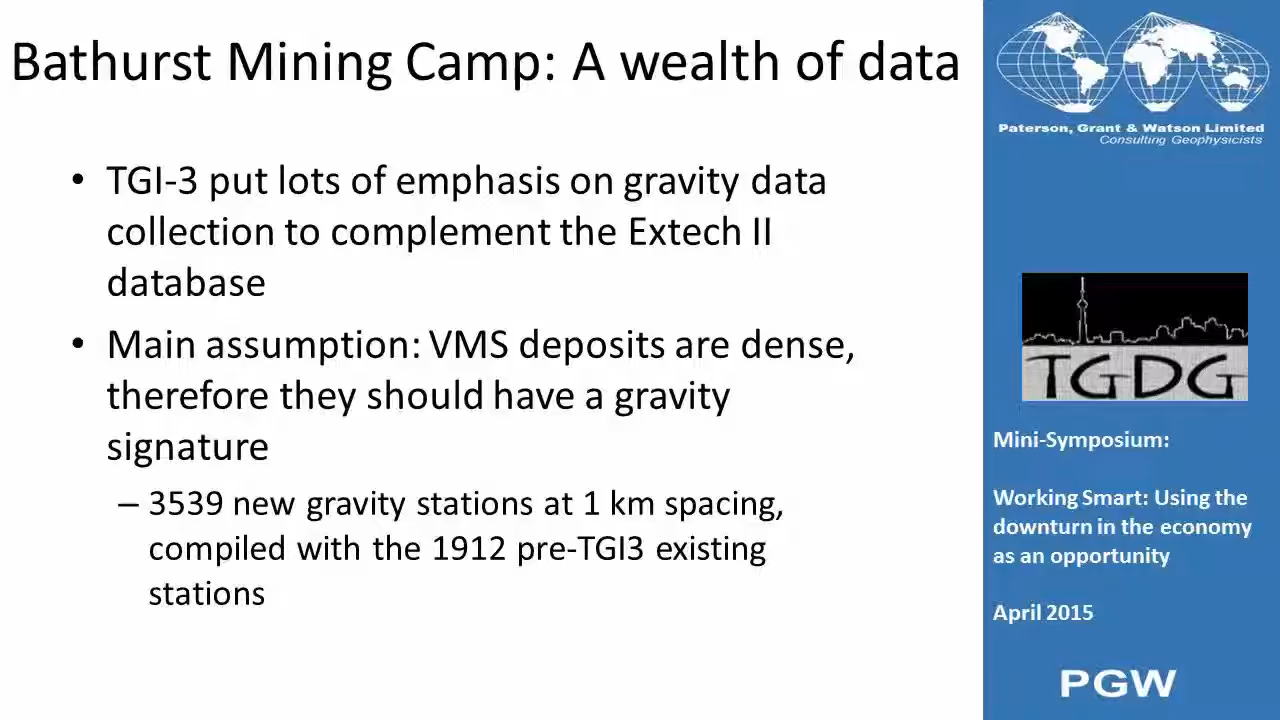 Bathurst Mining Camp: A wealth of data
• TGI-3 put lots of emphasis on gravity data
collection to complement the Extech II
database
• Main assumption: VMS deposits are dense,
therefore they should have a gravity
signature
– 3539 new gravity stations at 1 km spacing,
compiled with the 1912 pre-TGI3 existing
stations
Paterson, Grant & Watson Limited
Consulting Geophysicists
TGDG
Mini-Symposium:
Working Smart: Using the
downturn in the economy
as an opportunity
April 2015
PGW